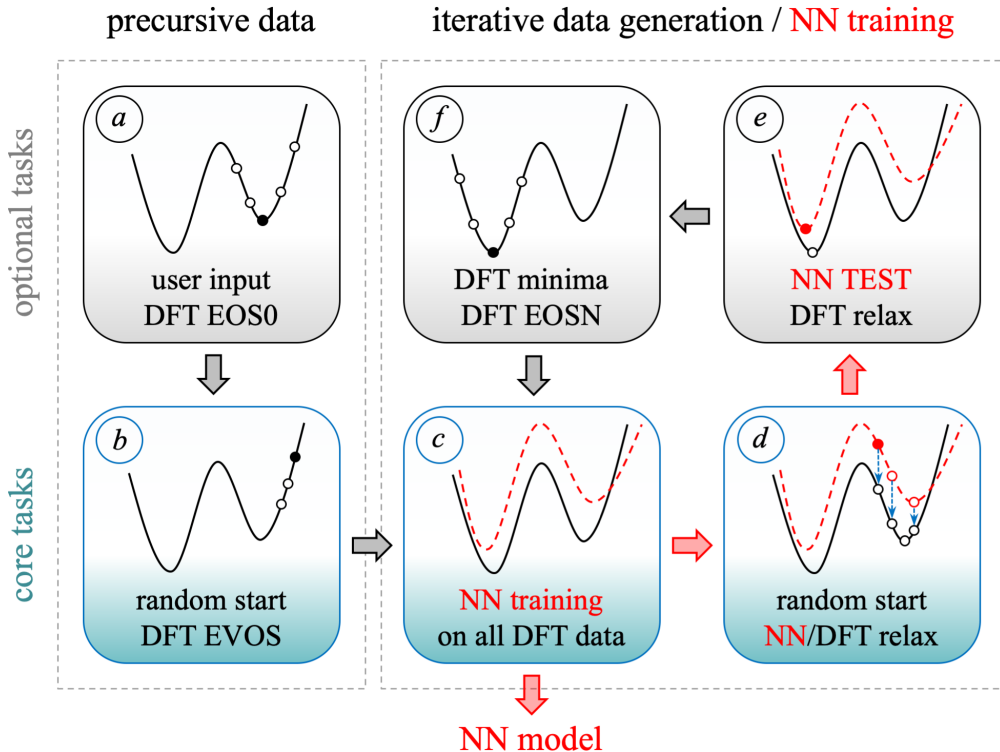 precursive data
iterative data generation / NN training
optional tasks
core tasks
a
user input
DFT EOS0
f
DFT minima
DFT EOSN
e
NN TEST
DFT relax
b
random start
DFT EVOS
c
NN training
on all DFT data
d
random start
NN/DFT relax
NN model